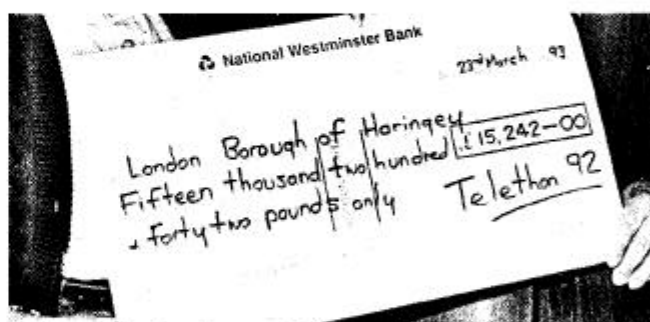 National Westminster Bank
23rd March 93
London Borough of Haringey
Fifteen thousand two hundred £15,242-00
& forty two pounds only
Telethon 92